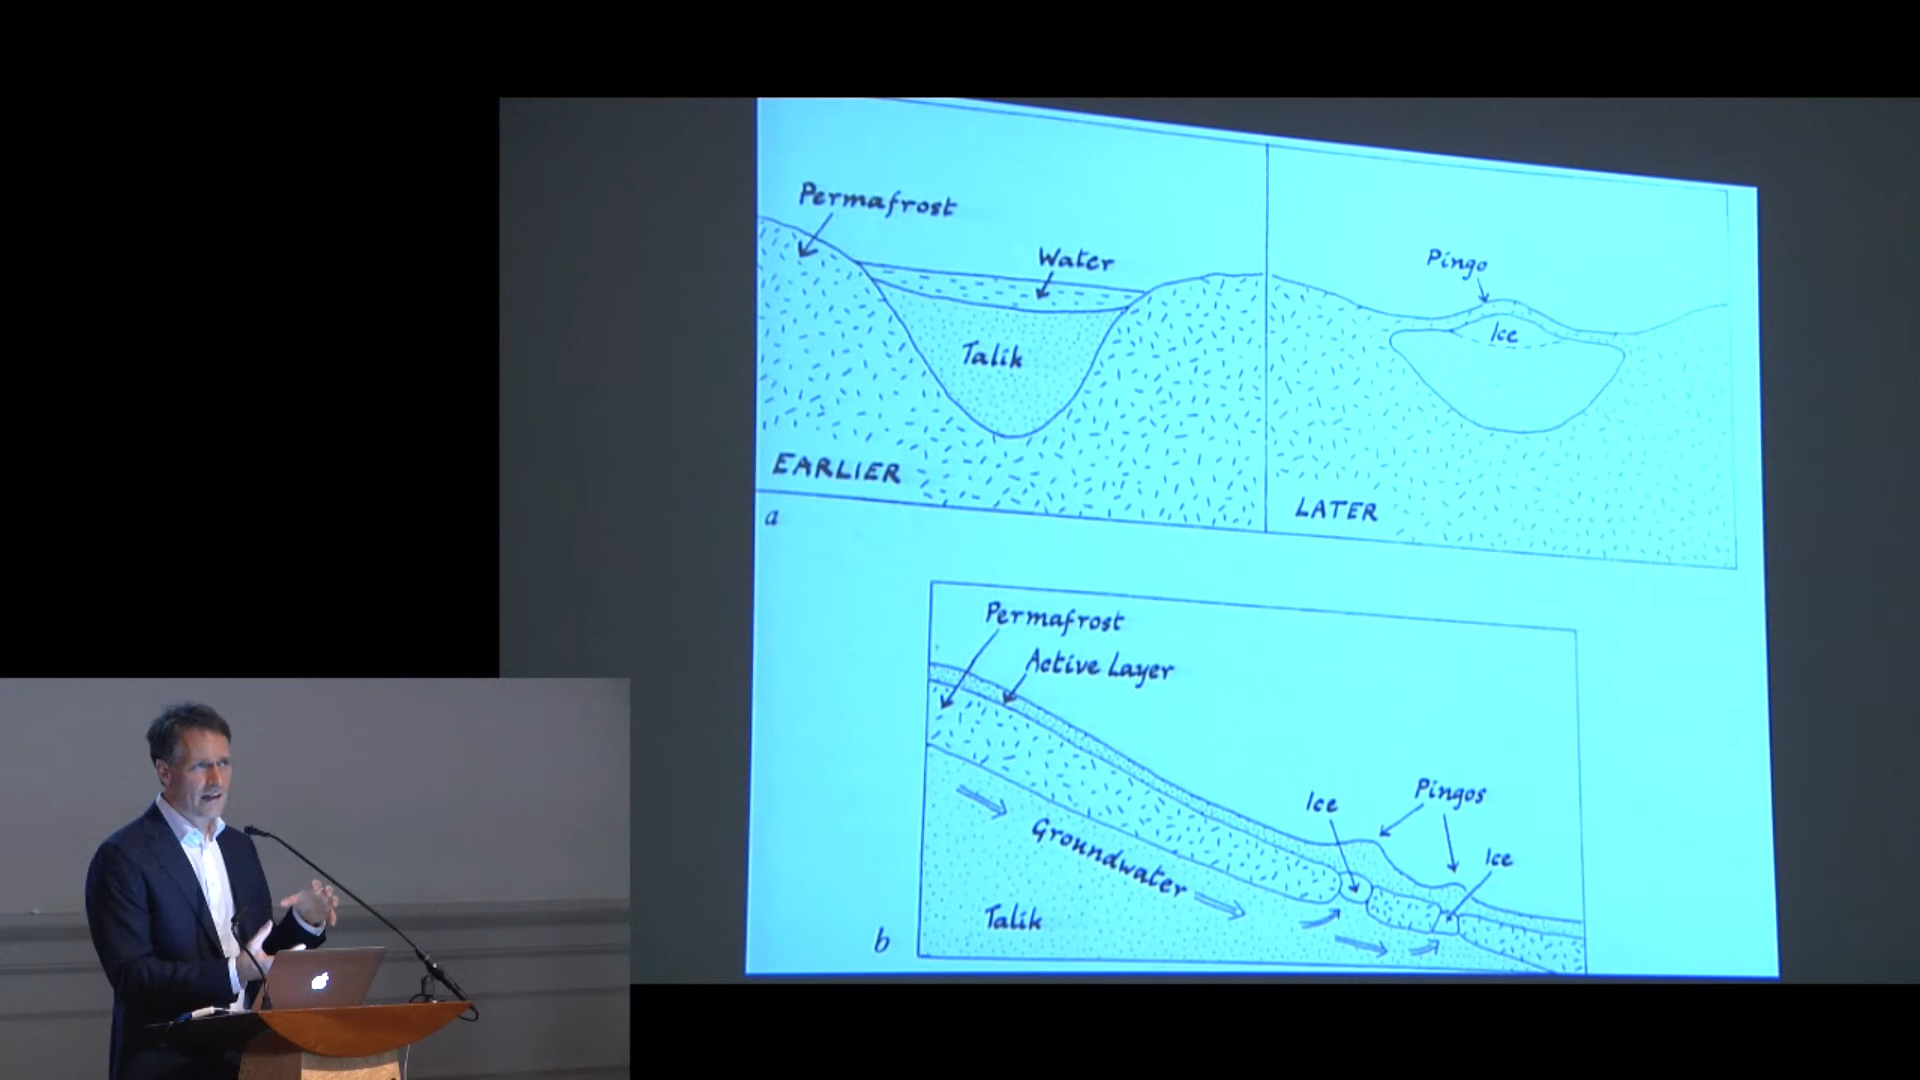 Permafrost
Water
Talik
EARLIER
Pingo
Ice
LATER
a
Permafrost
Active Layer
Ice
Pingos
Ice
Groundwater
Talik
b